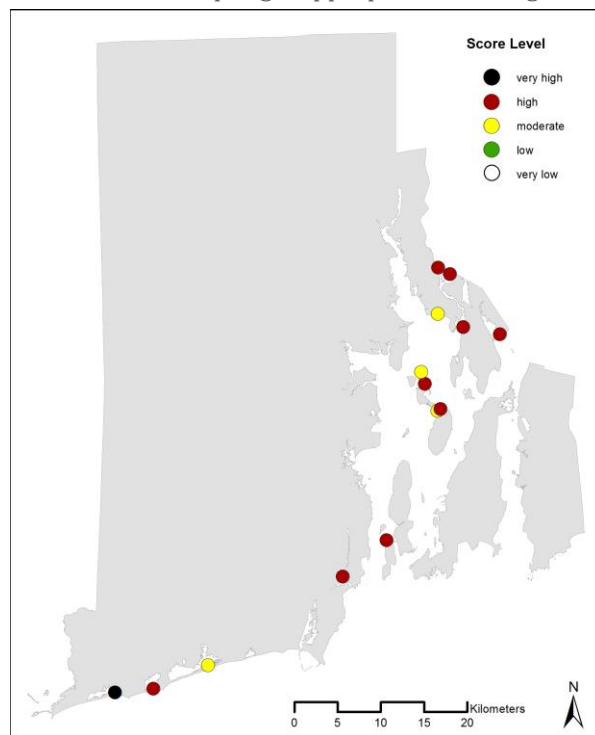 Score Level
very high
high
moderate
low
very low
N
Kilometers
0 5 10 15 20